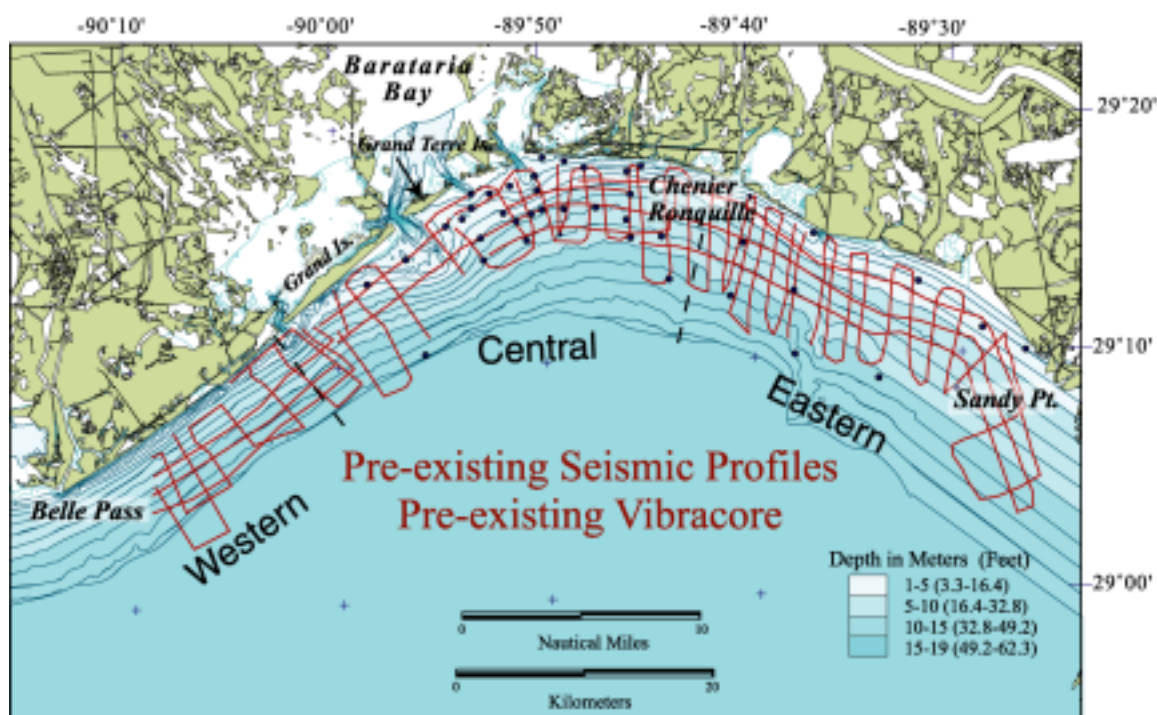 -90˚10'
-90˚00'
-89˚50'
-89˚40'
-89˚30'
Barataria
Bay
29˚20'
Grand Terre Is.
Chenier
Ronquille
Grand Is.
29˚10'
Central
Eastern
Sandy Pt.
Pre-existing Seismic Profiles
Pre-existing Vibracore
Belle Pass
Western
Depth in Meters (Feet)
1-5 (3.3-16.4)
5-10 (16.4-32.8)
10-15 (32.8-49.2)
15-19 (49.2-62.3)
29˚00'
0 10
Nautical Miles
0 20
Kilometers